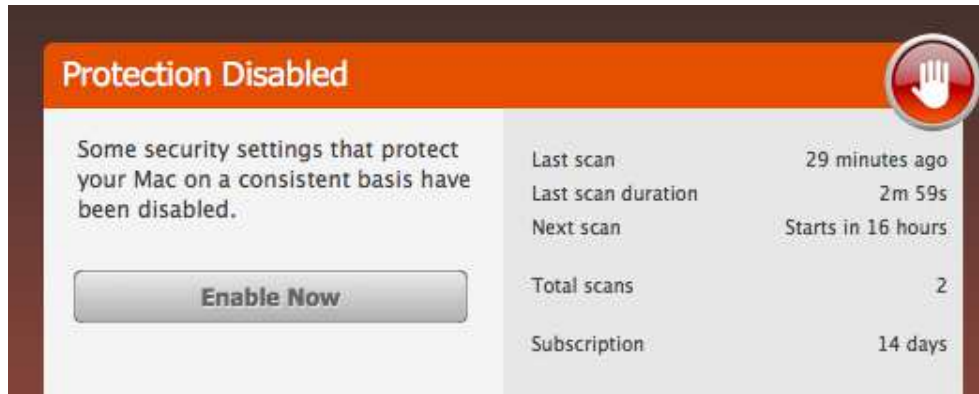 Protection Disabled
Some security settings that protect
your Mac on a consistent basis have
been disabled.
Enable Now
Last scan 29 minutes ago
Last scan duration 2m 59s
Next scan Starts in 16 hours
Total scans 2
Subscription 14 days